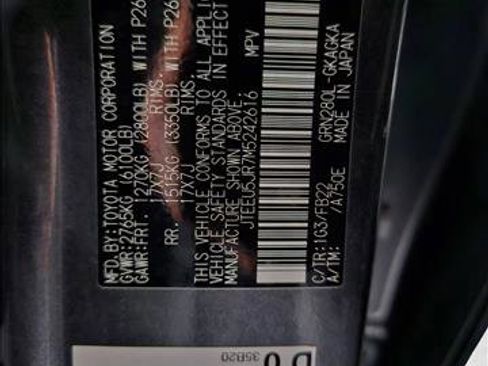 MFD.BY:TOYOTA MOTOR CORPORATION
GVWR:2765KG (6100LB)
GAWR:FRT. 1270KG (2800LB) WITH P26
17X7J RIMS,
RR. 1515KG (3350LB) WITH P26
17X7J RIMS,
THIS VEHICLE CONFORMS TO ALL APPLIC
VEHICLE SAFETY STANDARDS IN EFFECT
MANUFACTURE SHOWN ABOVE.
JTEEU5JR7M5242616 MPV
C/TR:1G3/FB22 GRN280L-GKAGKA
A/TM: /A750E MADE IN JAPAN
35B20